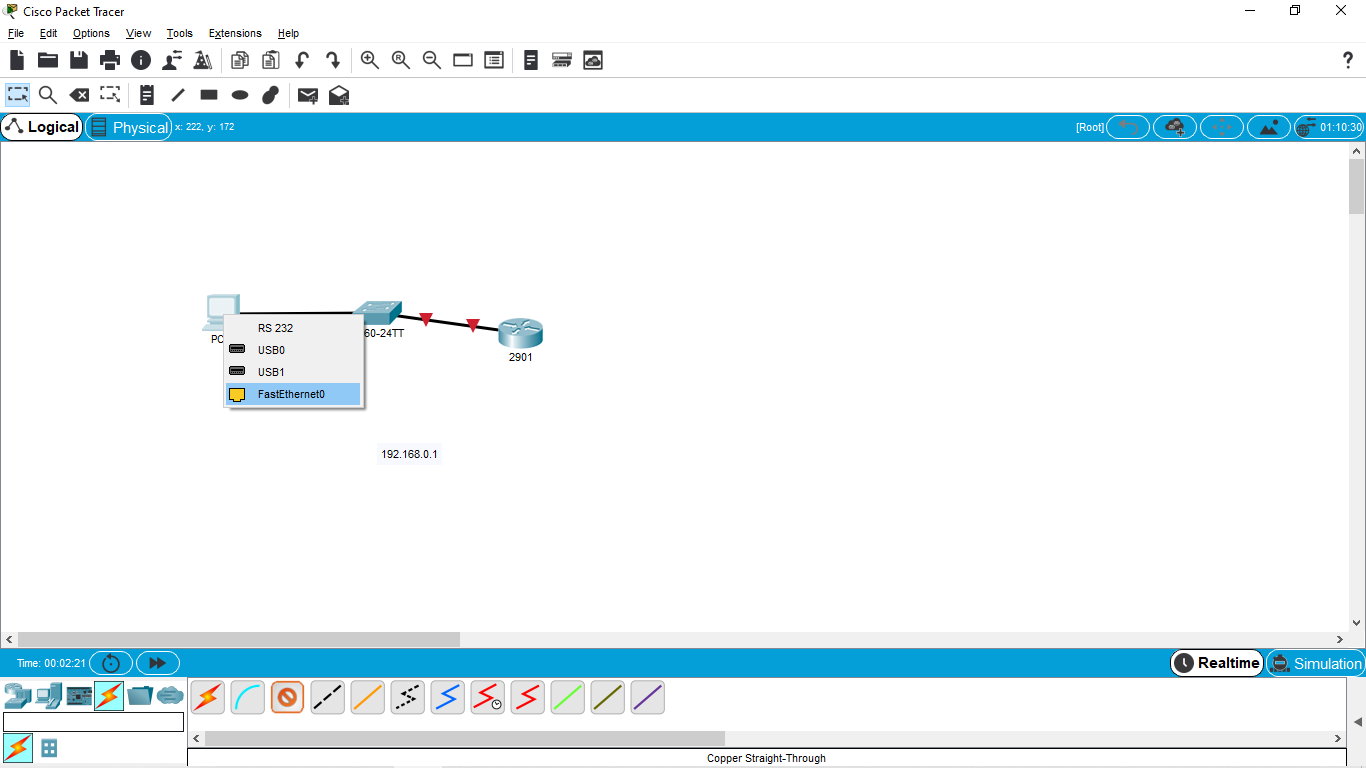 Cisco Packet Tracer
File Edit Options View Tools Extensions Help
Logical Physical x: 222, y: 172 [Root] 01:10:30
PC
60-24TT
2901
RS 232
USB0
USB1
FastEthernet0
192.168.0.1
Time: 00:02:21 Realtime Simulation
Copper Straight-Through